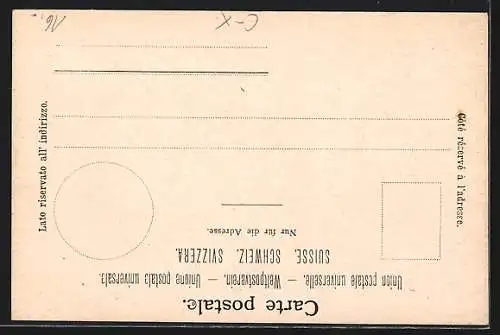 Carte postale.
Union postale universelle. — Weltpostverein. — Unione postale universale.
SUISSE. SCHWEIZ. SVIZZERA.
Nur für die Adresse.
Côté réservé à l'adresse.
Lato riservato all' indirizzo.
C-X.
16.